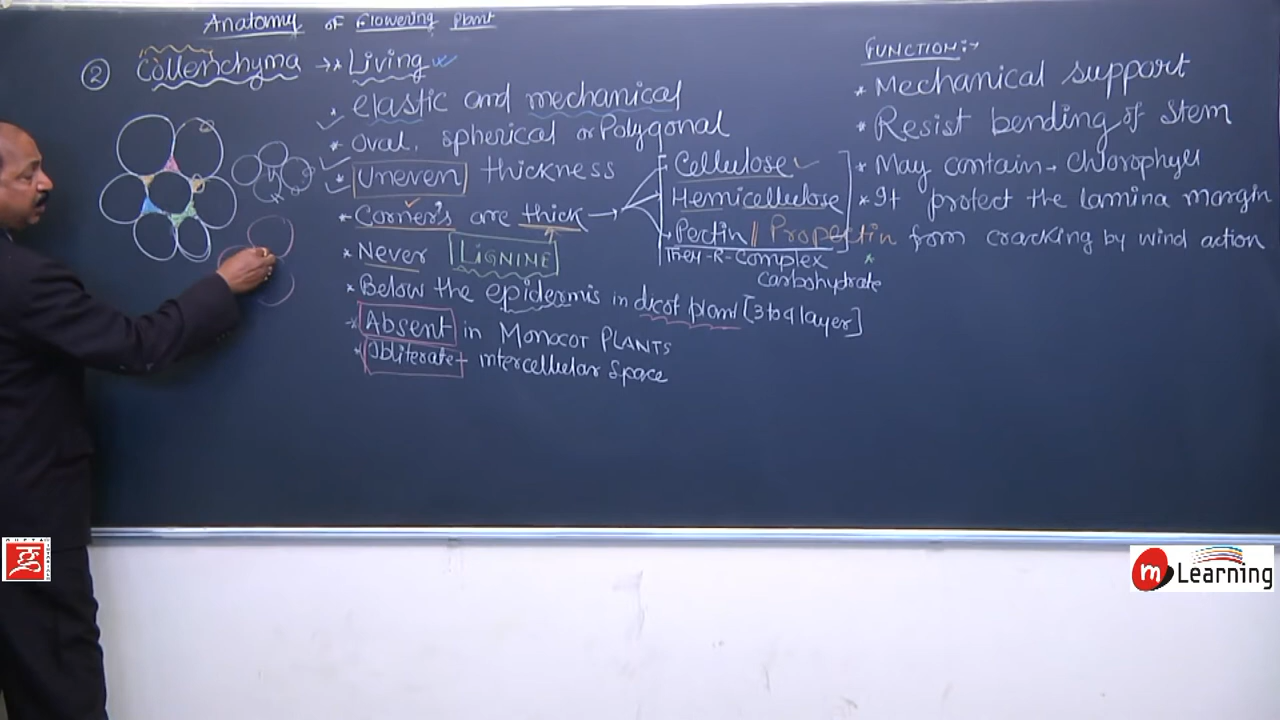 Anatomy of Flowering Plant
② Collenchyma →* Living
* elastic and mechanical
* Oval, spherical or Polygonal
Uneven thickness
* Corner's are thick →
Cellulose
Hemicellulose
Pectin || Propectin
They-R-Complex
carbohydrate
* Never LIGNINE
* Below the epidermis in dicot plant [3 to 4 layer]
* Absent in MONOCOT PLANTS
* Obliterate - intercellular space
FUNCTION:-
* Mechanical support
* Resist bending of stem
* May contain → chlorophyll
* It protect the lamina margin
from cracking by wind action
m Learning